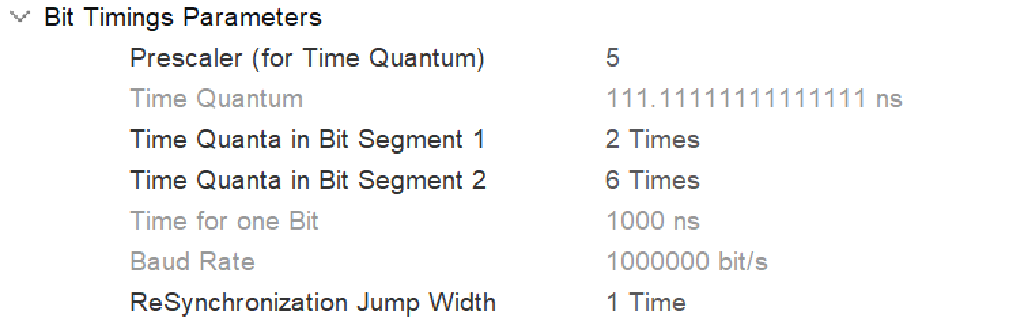 Bit Timings Parameters
Prescaler (for Time Quantum) 5
Time Quantum 111.11111111111111 ns
Time Quanta in Bit Segment 1 2 Times
Time Quanta in Bit Segment 2 6 Times
Time for one Bit 1000 ns
Baud Rate 1000000 bit/s
ReSynchronization Jump Width 1 Time